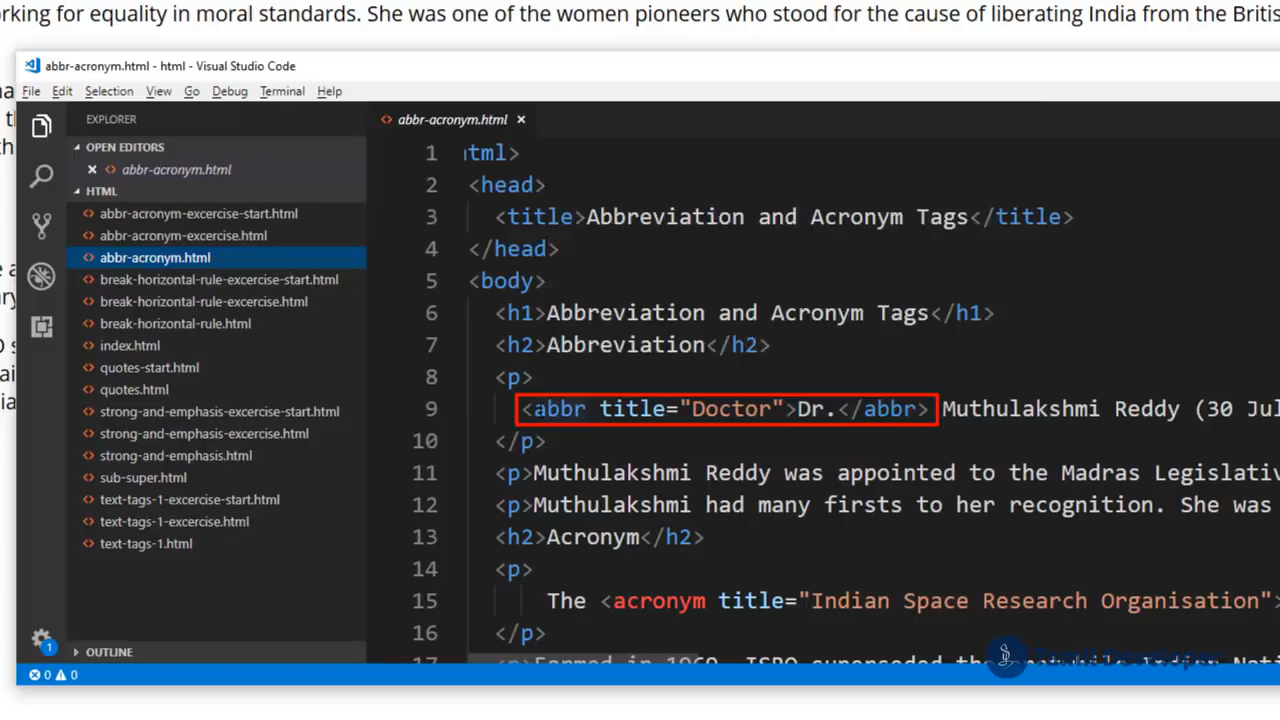 rking for equality in moral standards. She was one of the women pioneers who stood for the cause of liberating India from the Britis
abbr-acronym.html - html - Visual Studio Code
File Edit Selection View Go Debug Terminal Help
EXPLORER
OPEN EDITORS
abbr-acronym.html
HTML
abbr-acronym-excercise-start.html
abbr-acronym-excercise.html
abbr-acronym.html
break-horizontal-rule-excercise-start.html
break-horizontal-rule-excercise.html
break-horizontal-rule.html
index.html
quotes-start.html
quotes.html
strong-and-emphasis-excercise-start.html
strong-and-emphasis-excercise.html
strong-and-emphasis.html
sub-super.html
text-tags-1-excercise-start.html
text-tags-1-excercise.html
text-tags-1.html
OUTLINE
abbr-acronym.html
1 tml>
2 <head>
3 <title>Abbreviation and Acronym Tags</title>
4 </head>
5 <body>
6 <h1>Abbreviation and Acronym Tags</h1>
7 <h2>Abbreviation</h2>
8 <p>
9 <abbr title="Doctor">Dr.</abbr> Muthulakshmi Reddy (30 Jul
10 </p>
11 <p>Muthulakshmi Reddy was appointed to the Madras Legislativ
12 <p>Muthulakshmi had many firsts to her recognition. She was
13 <h2>Acronym</h2>
14 <p>
15 The <acronym title="Indian Space Research Organisation">
16 </p>
17 <p>Formed in 1969, ISRO superseded the
1
0 0